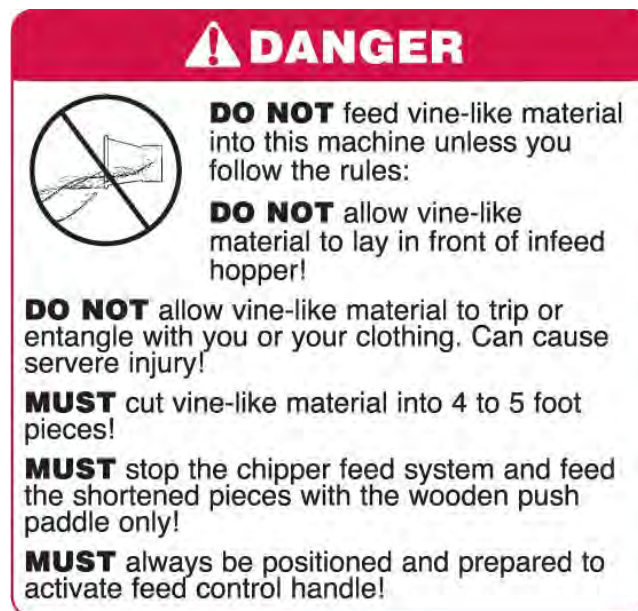 DANGER
DO NOT feed vine-like material
into this machine unless you
follow the rules:
DO NOT allow vine-like
material to lay in front of infeed
hopper!
DO NOT allow vine-like material to trip or
entangle with you or your clothing. Can cause
servere injury!
MUST cut vine-like material into 4 to 5 foot
pieces!
MUST stop the chipper feed system and feed
the shortened pieces with the wooden push
paddle only!
MUST always be positioned and prepared to
activate feed control handle!